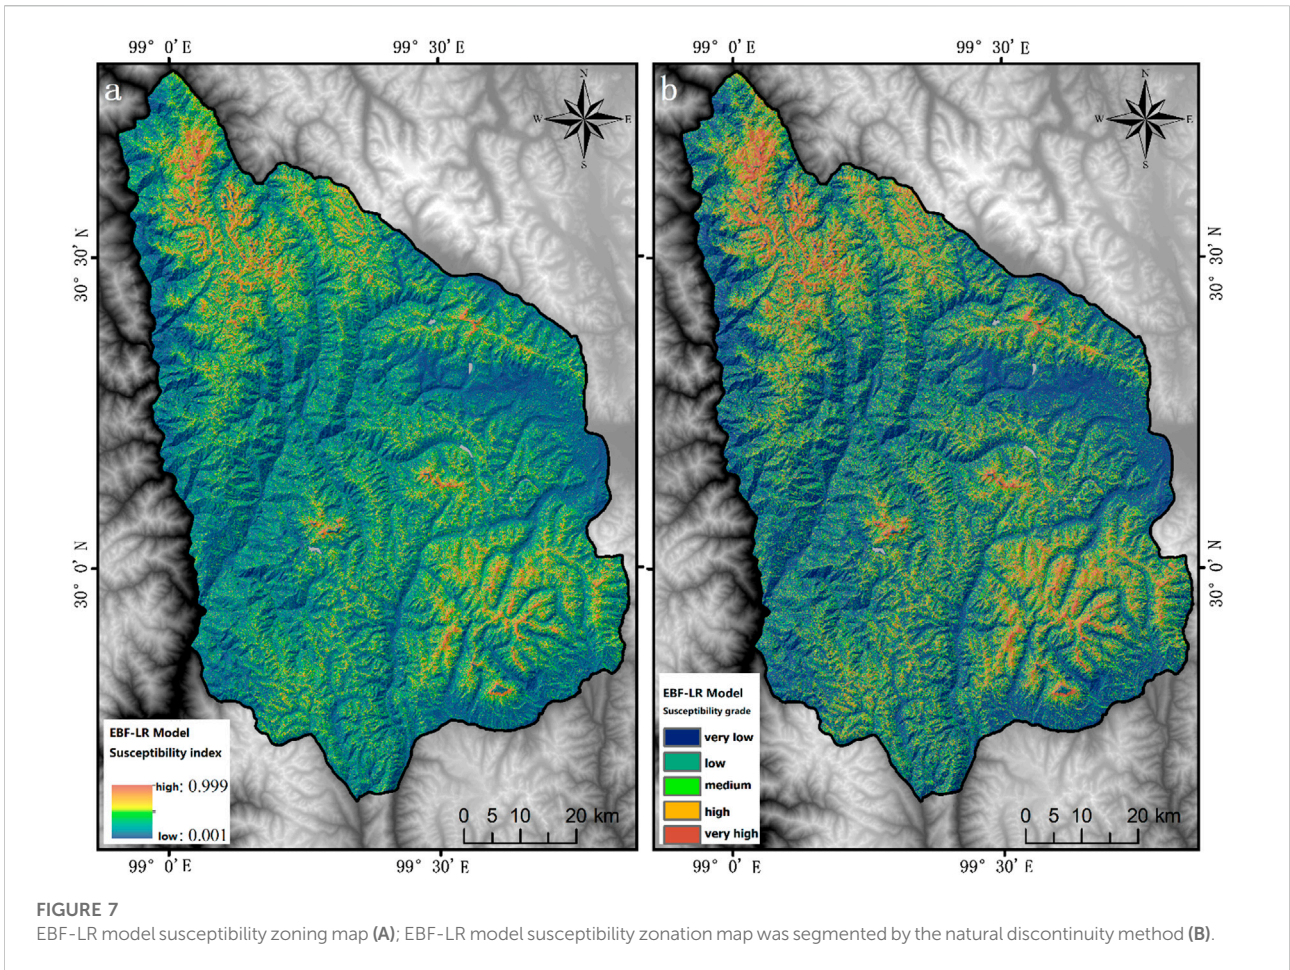 99° 0′ E
99° 30′ E
99° 0′ E
99° 30′ E
a
N
W
E
S
b
N
W
E
S
30° 30′ N
30° 30′ N
30° 0′ N
30° 0′ N
EBF-LR Model
Susceptibility index
high: 0.999
low: 0.001
0 5 10 20 km
EBF-LR Model
Susceptibility grade
very low
low
medium
high
very high
0 5 10 20 km
99° 0′ E
99° 30′ E
99° 0′ E
99° 30′ E
FIGURE 7
EBF-LR model susceptibility zoning map (A); EBF-LR model susceptibility zonation map was segmented by the natural discontinuity method (B).